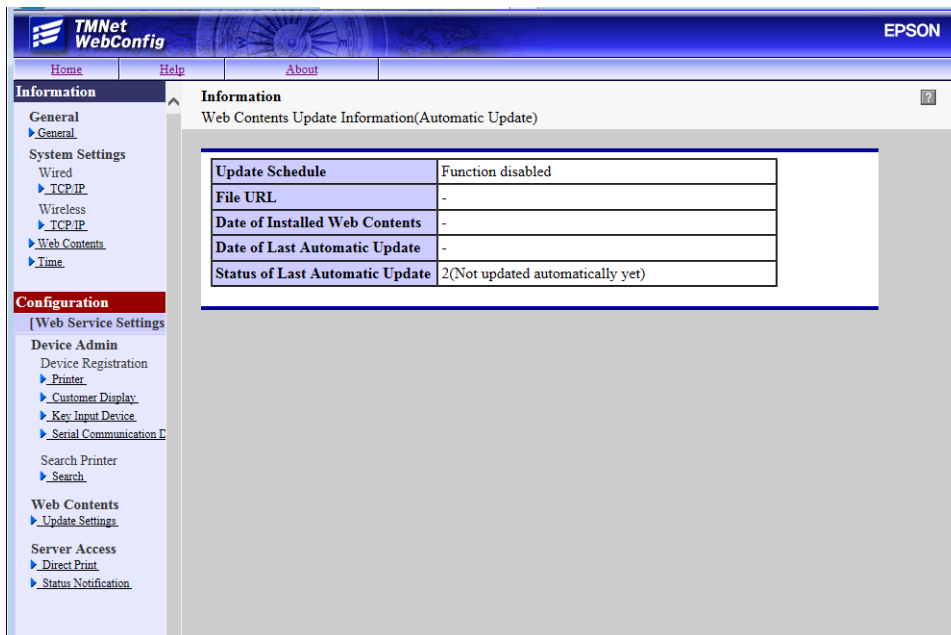 TMNet
WebConfig
EPSON
Home Help About
Information
General
General
System Settings
Wired
TCP/IP
Wireless
TCP/IP
Web Contents
Time
Configuration
[Web Service Settings
Device Admin
Device Registration
Printer
Customer Display
Key Input Device
Serial Communication D
Search Printer
Search
Web Contents
Update Settings
Server Access
Direct Print
Status Notification
Information
?
Web Contents Update Information(Automatic Update)
Update Schedule Function disabled
File URL -
Date of Installed Web Contents -
Date of Last Automatic Update -
Status of Last Automatic Update 2(Not updated automatically yet)